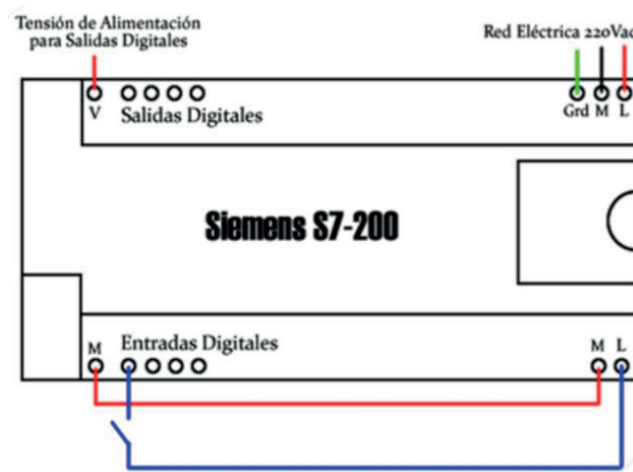 Tensión de Alimentación
para Salidas Digitales
Red Eléctrica 220Vac
V
Salidas Digitales
Grd M L
Siemens S7-200
M
Entradas Digitales
M L